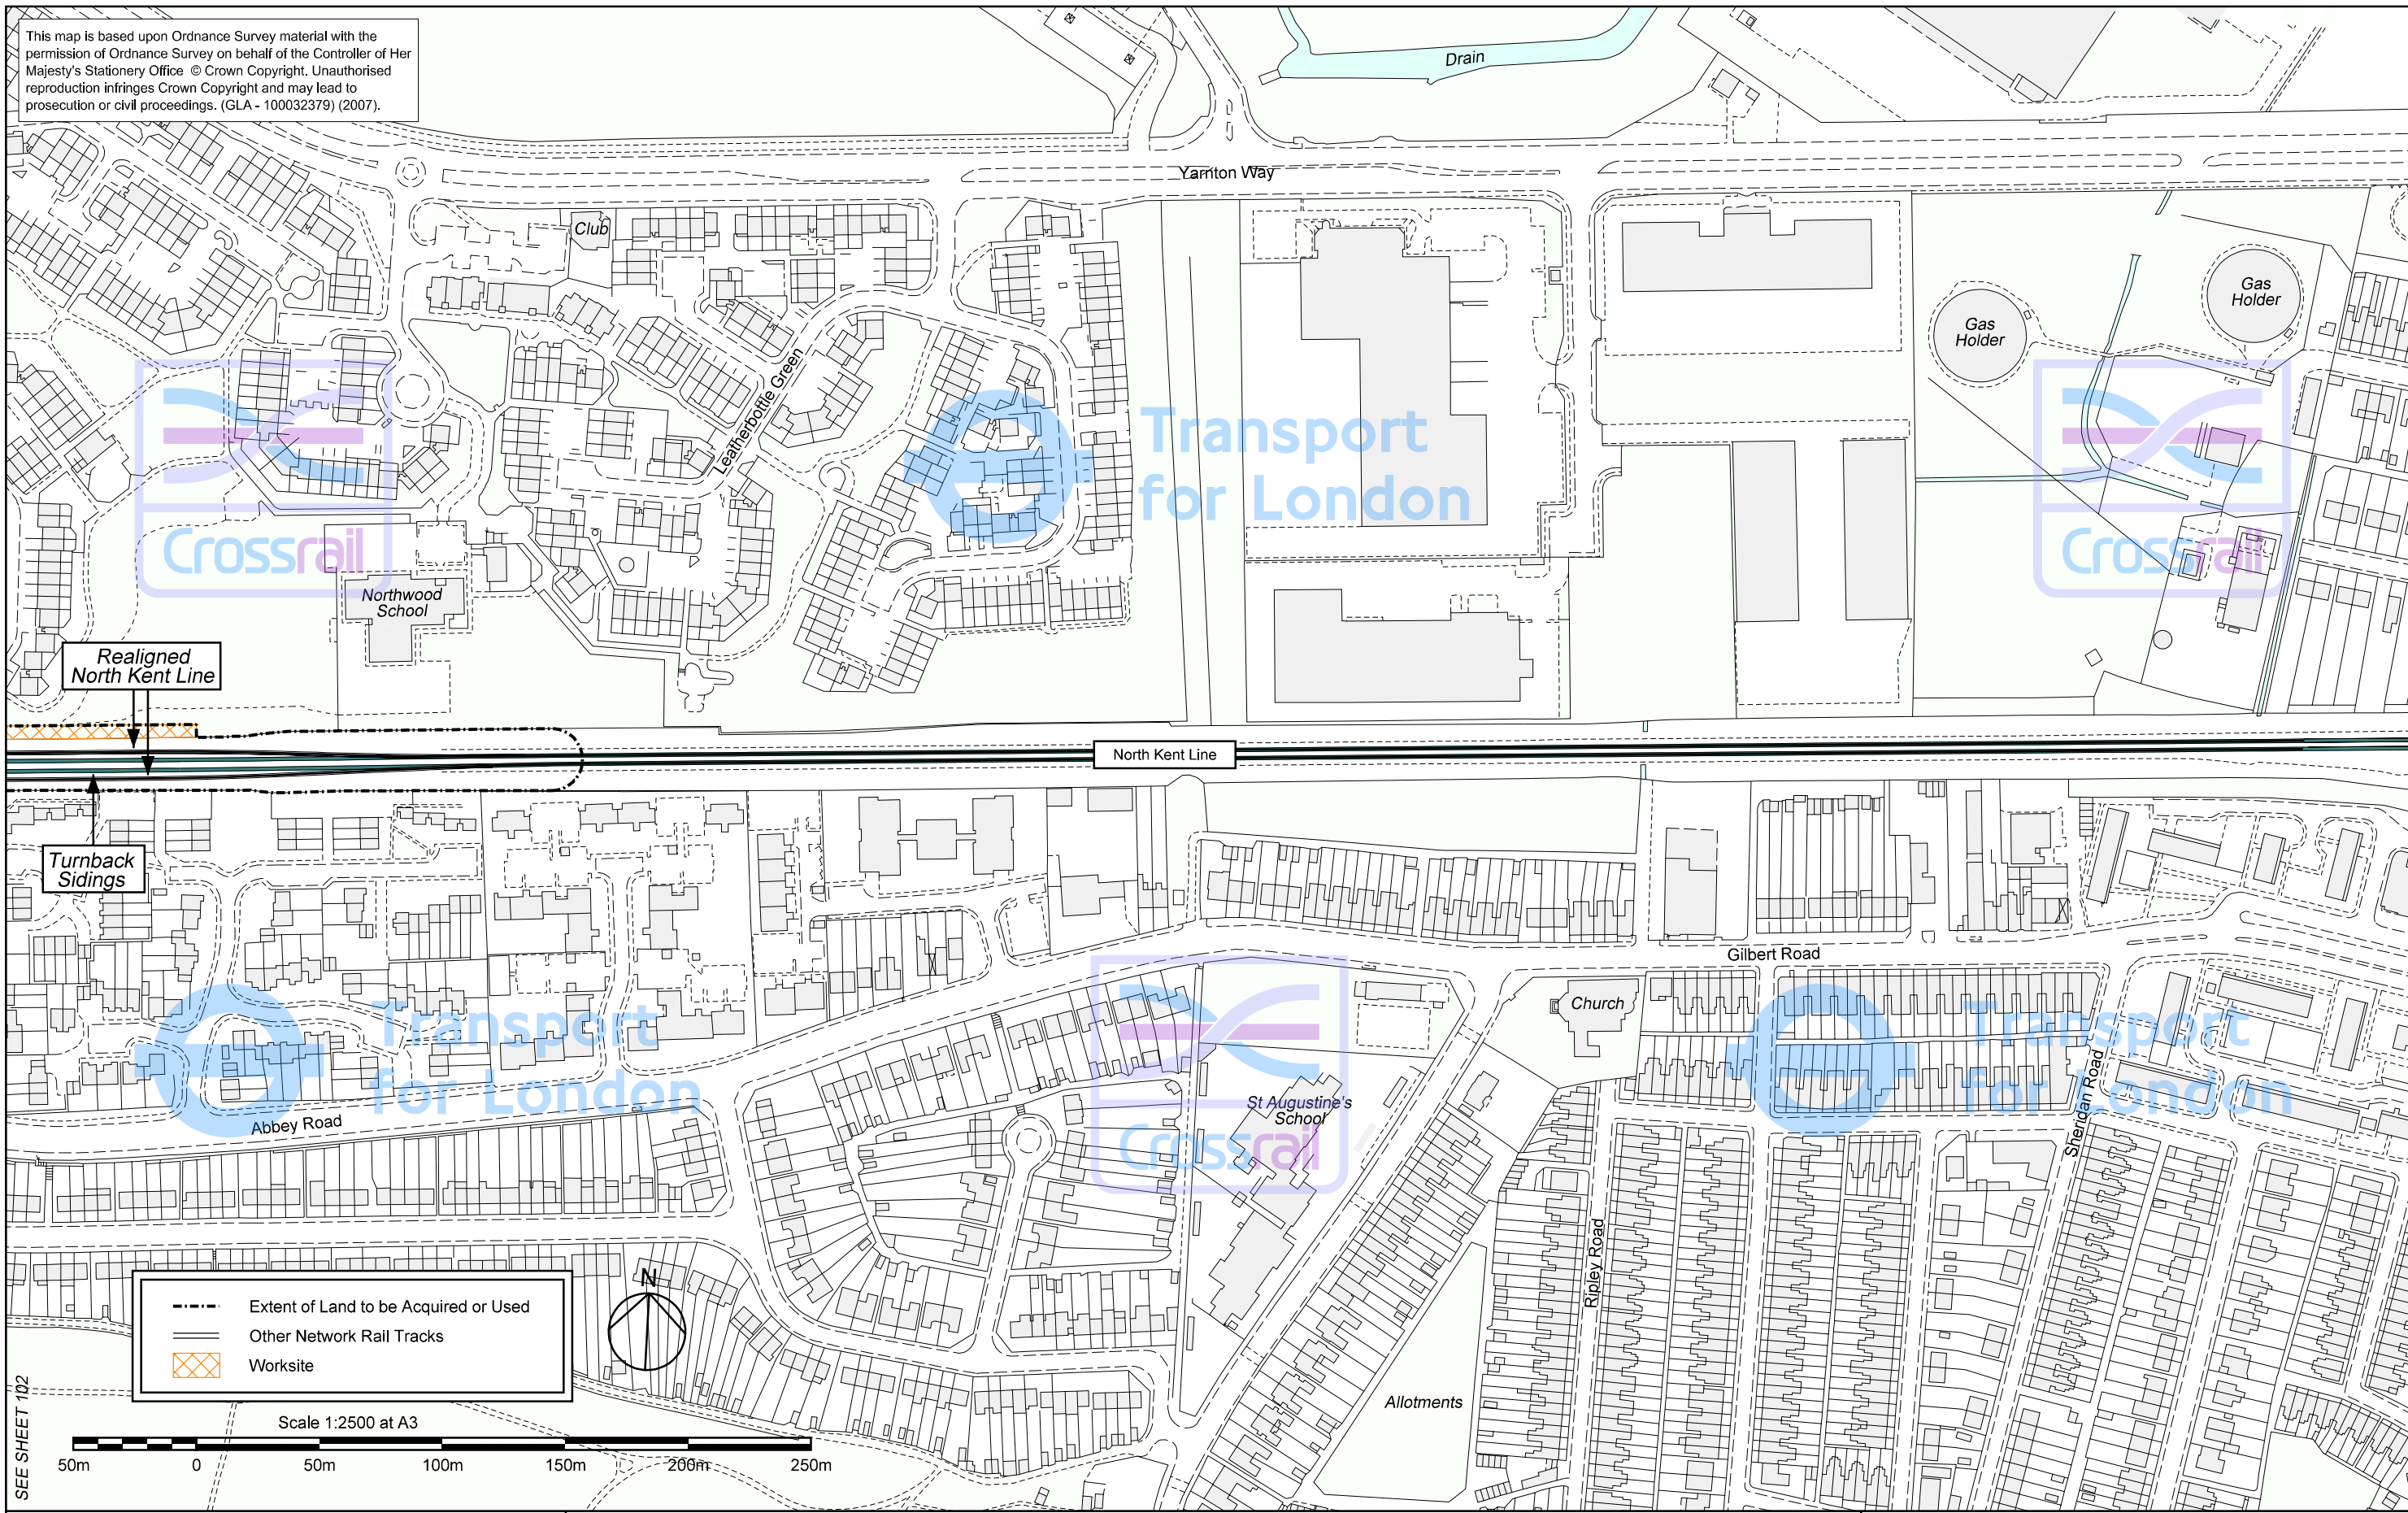 This map is based upon Ordnance Survey material with the
permission of Ordnance Survey on behalf of the Controller of Her
Majesty's Stationery Office © Crown Copyright. Unauthorised
reproduction infringes Crown Copyright and may lead to
prosecution or civil proceedings. (GLA - 100032379) (2007).
Drain
Yarnton Way
Club
Gas
Holder
Gas
Holder
Leatherbottle Green
Transport
for London
Crossrail
Crossrail
Northwood
School
Realigned
North Kent Line
North Kent Line
Turnback
Sidings
Gilbert Road
Church
Transport
for London
Transport
for London
Abbey Road
St Augustine's
School
Crossrail
Sheridan Road
Ripley Road
Allotments
N
Extent of Land to be Acquired or Used
Other Network Rail Tracks
Worksite
SEE SHEET 102
Scale 1:2500 at A3
50m 0 50m 100m 150m 200m 250m